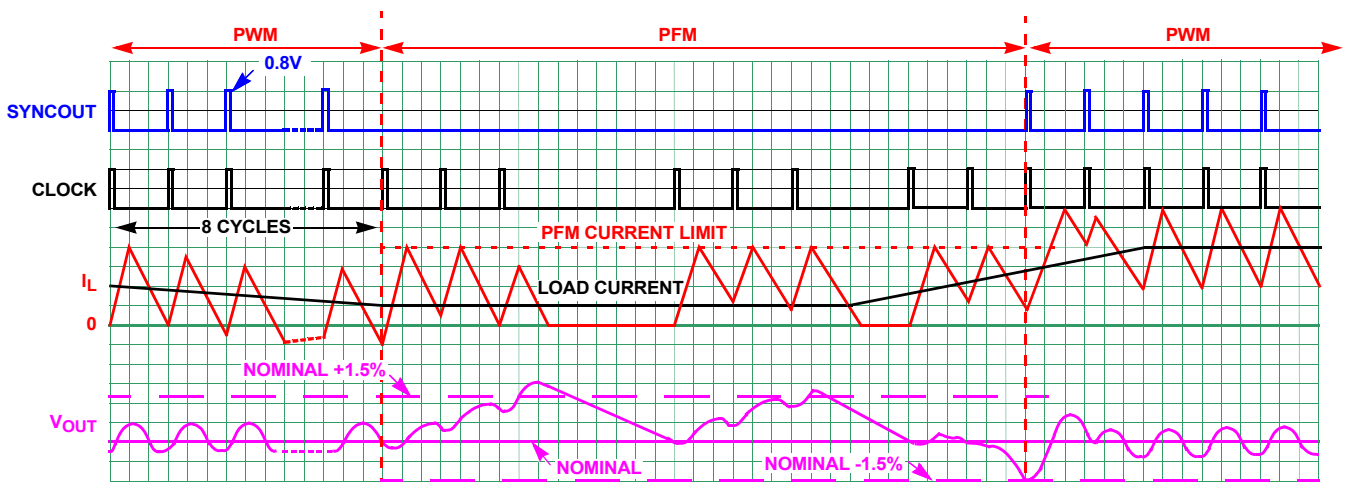 PWM
PFM
PWM
0.8V
SYNCOUT
CLOCK
8 CYCLES
PFM CURRENT LIMIT
IL
LOAD CURRENT
0
NOMINAL +1.5%
VOUT
NOMINAL
NOMINAL -1.5%